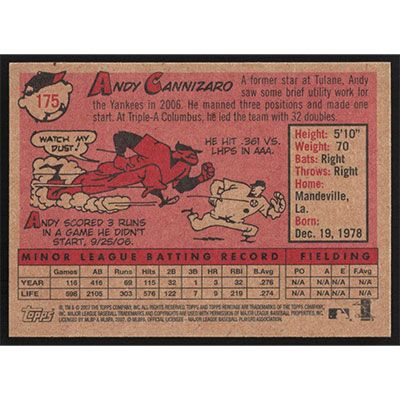 175
ANDY CANNIZARO
A former star at Tulane, Andy
saw some brief utility work for
the Yankees in 2006. He manned three positions and made one
start. At Triple-A Columbus, he led the team with
32 doubles.
WATCH MY
DUST!
HE HIT .361 VS.
LHPS IN AAA.
ANDY SCORED 3 RUNS
IN A GAME HE DIDN'T
START, 9/25/06.
Height: 5'10"
Weight: 70
Bats: Right
Throws: Right
Home:
Mandeville,
La.
Born:
Dec. 19, 1978
MINOR LEAGUE BATTING RECORD FIELDING
Games AB Runs Hits 2B 3B HR RBI B.Avg PO A E F.Avg
YEAR 116 416 69 115 32 1 3 32 .276 N/A N/A N/A N/A
LIFE 596 2105 303 576 122 7 9 219 .274 N/A N/A N/A N/A
Topps